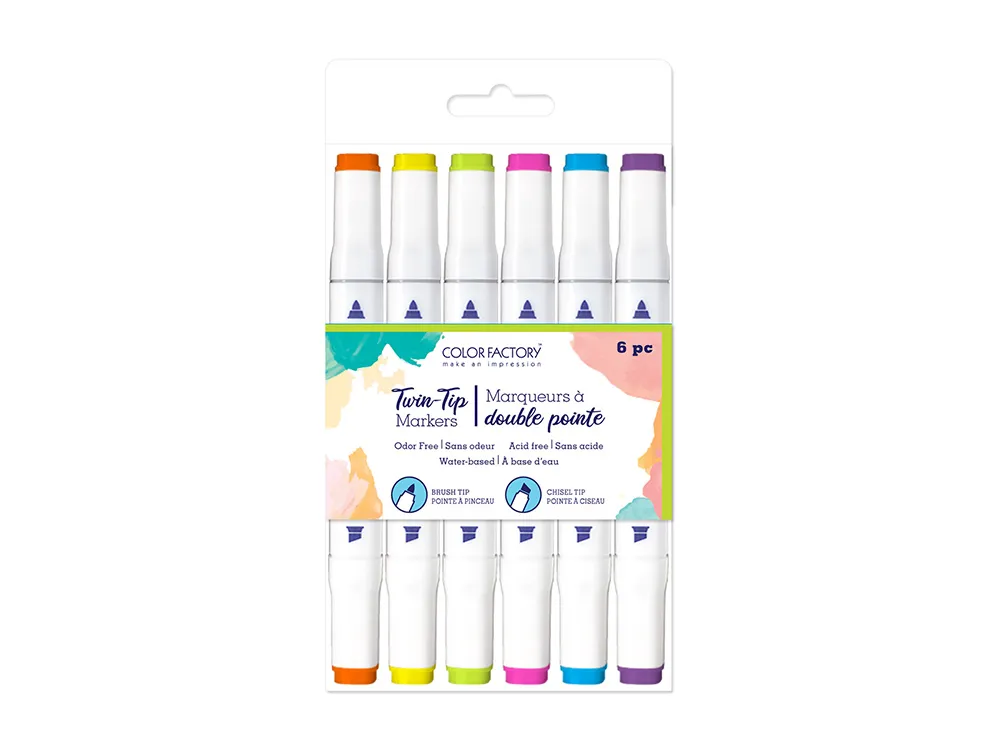 COLOR FACTORY™
make an impression
6 pc
Twin-Tip
Markers
Marqueurs à
double pointe
Odor Free | Sans odeur Acid free | Sans acide
Water-based | À base d'eau
BRUSH TIP
POINTE À PINCEAU
CHISEL TIP
POINTE À CISEAU